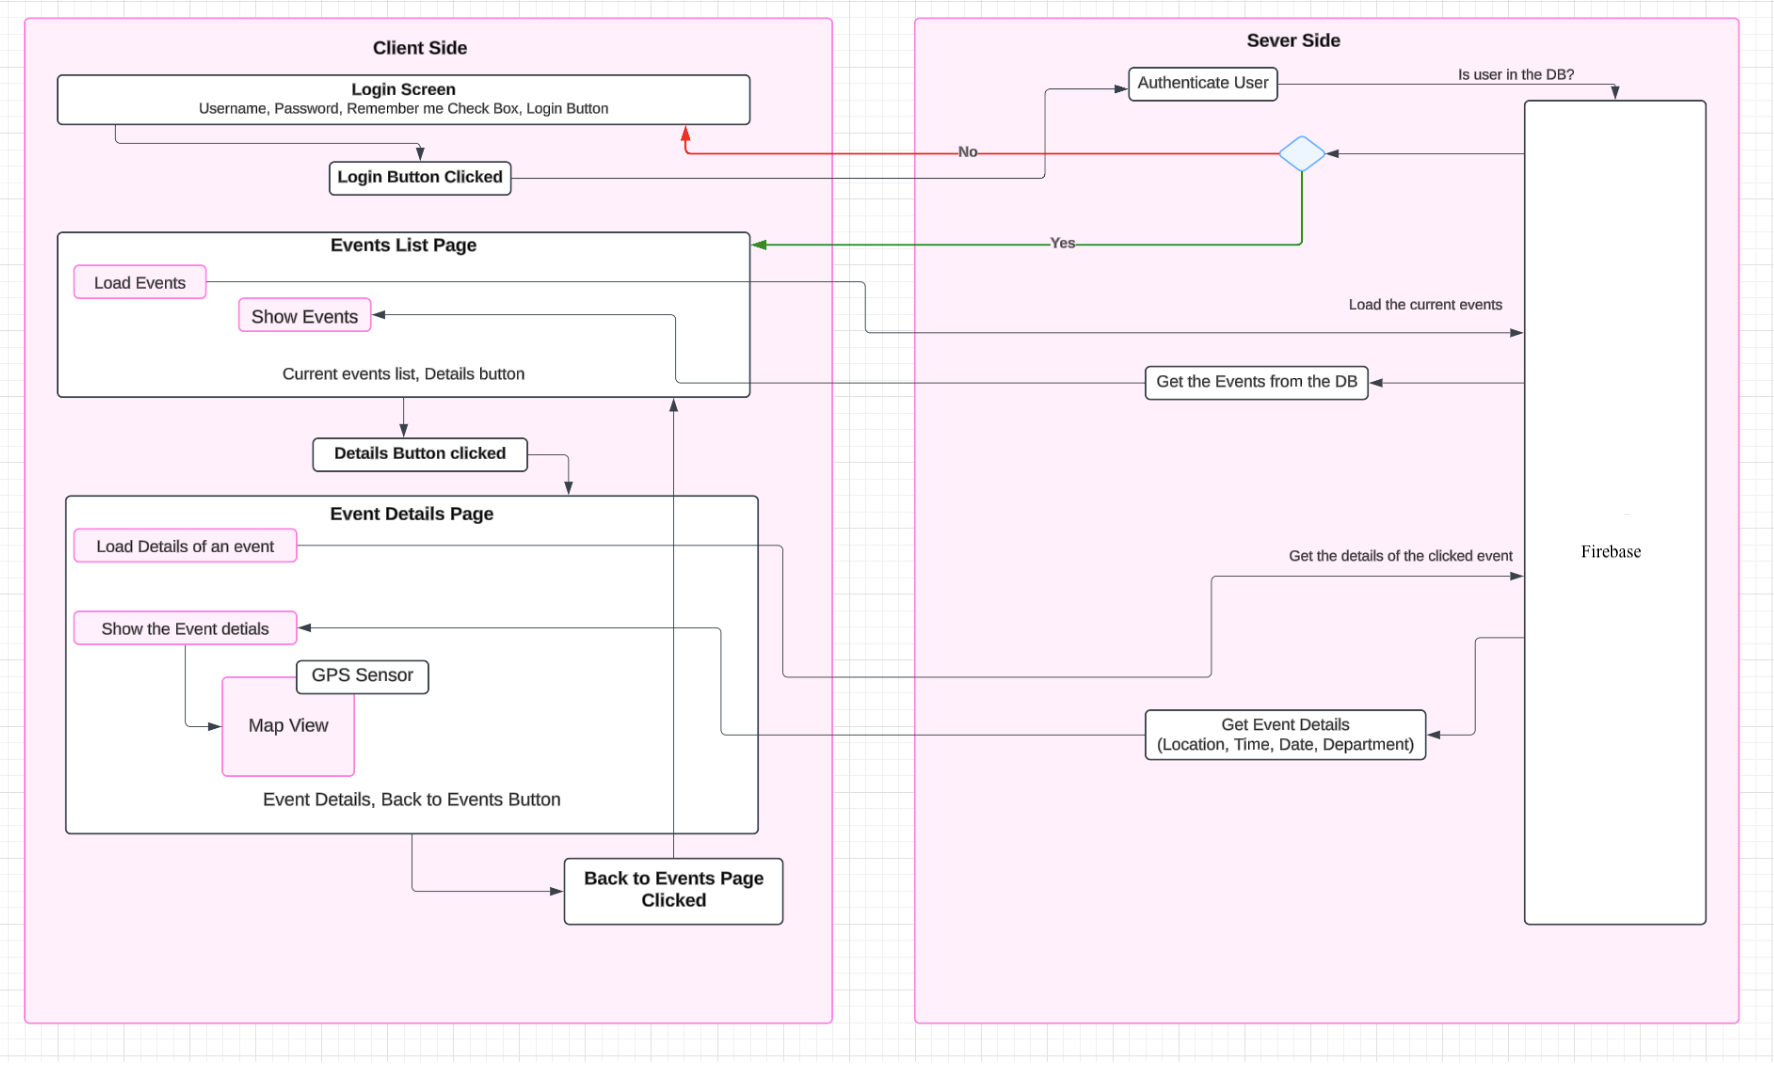 Client Side
Login Screen
Username, Password, Remember me Check Box, Login Button
Login Button Clicked
Events List Page
Load Events
Show Events
Current events list, Details button
Details Button clicked
Event Details Page
Load Details of an event
Show the Event detials
GPS Sensor
Map View
Event Details, Back to Events Button
Back to Events Page
Clicked
Sever Side
Authenticate User
Is user in the DB?
No
Yes
Load the current events
Get the Events from the DB
Get the details of the clicked event
Firebase
Get Event Details
(Location, Time, Date, Department)